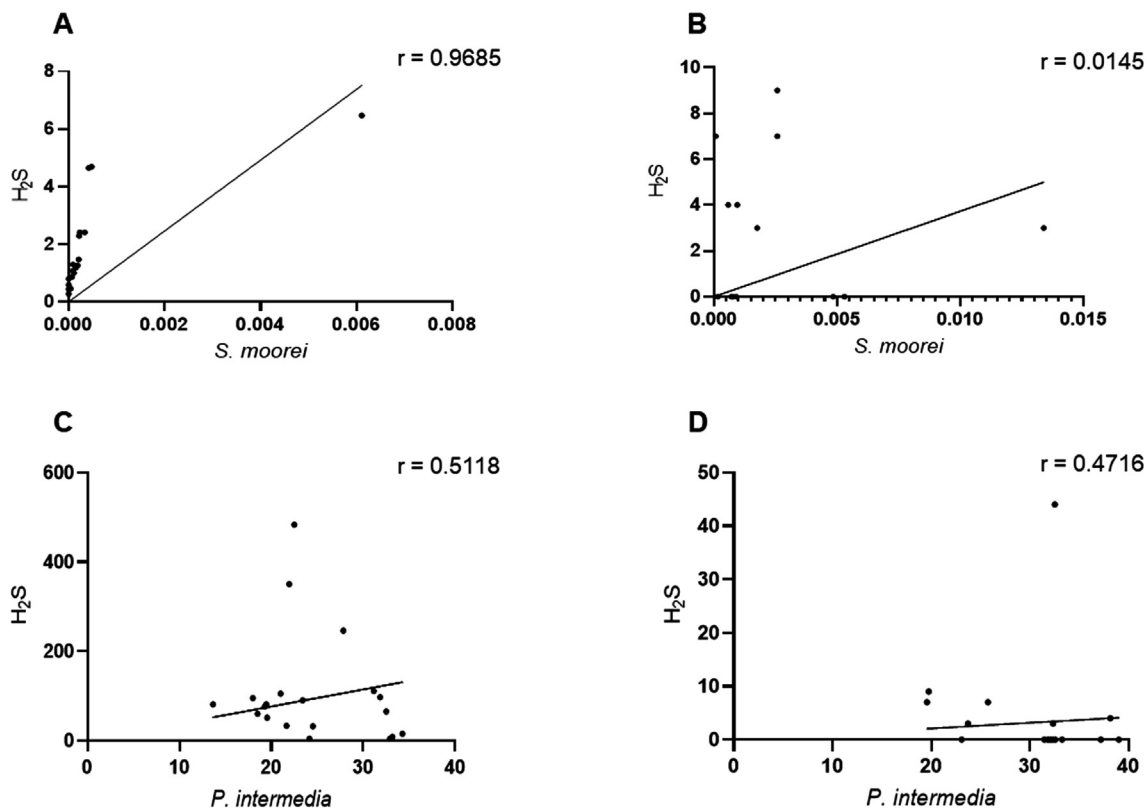 A
r = 0.9685
8
6
4
2
0
H₂S
0.000 0.002 0.004 0.006 0.008
S. moorei
B
r = 0.0145
10
8
6
4
2
0
H₂S
0.000 0.005 0.010 0.015
S. moorei
C
r = 0.5118
600
400
200
0
H₂S
0 10 20 30 40
P. intermedia
D
r = 0.4716
50
40
30
20
10
0
H₂S
0 10 20 30 40
P. intermedia